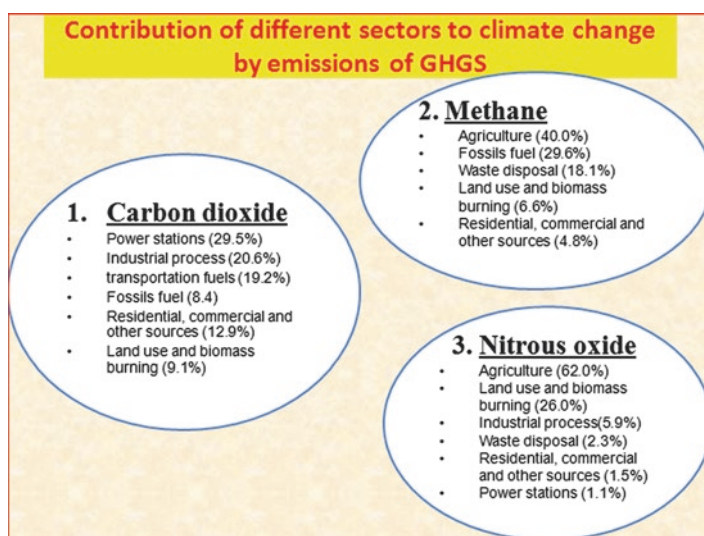 Contribution of different sectors to climate change
by emissions of GHGS
1. Carbon dioxide
• Power stations (29.5%)
• Industrial process (20.6%)
• transportation fuels (19.2%)
• Fossils fuel (8.4)
• Residential, commercial and
other sources (12.9%)
• Land use and biomass
burning (9.1%)
2. Methane
• Agriculture (40.0%)
• Fossils fuel (29.6%)
• Waste disposal (18.1%)
• Land use and biomass
burning (6.6%)
• Residential, commercial and
other sources (4.8%)
3. Nitrous oxide
• Agriculture (62.0%)
• Land use and biomass
burning (26.0%)
• Industrial process(5.9%)
• Waste disposal (2.3%)
• Residential, commercial
and other sources (1.5%)
• Power stations (1.1%)